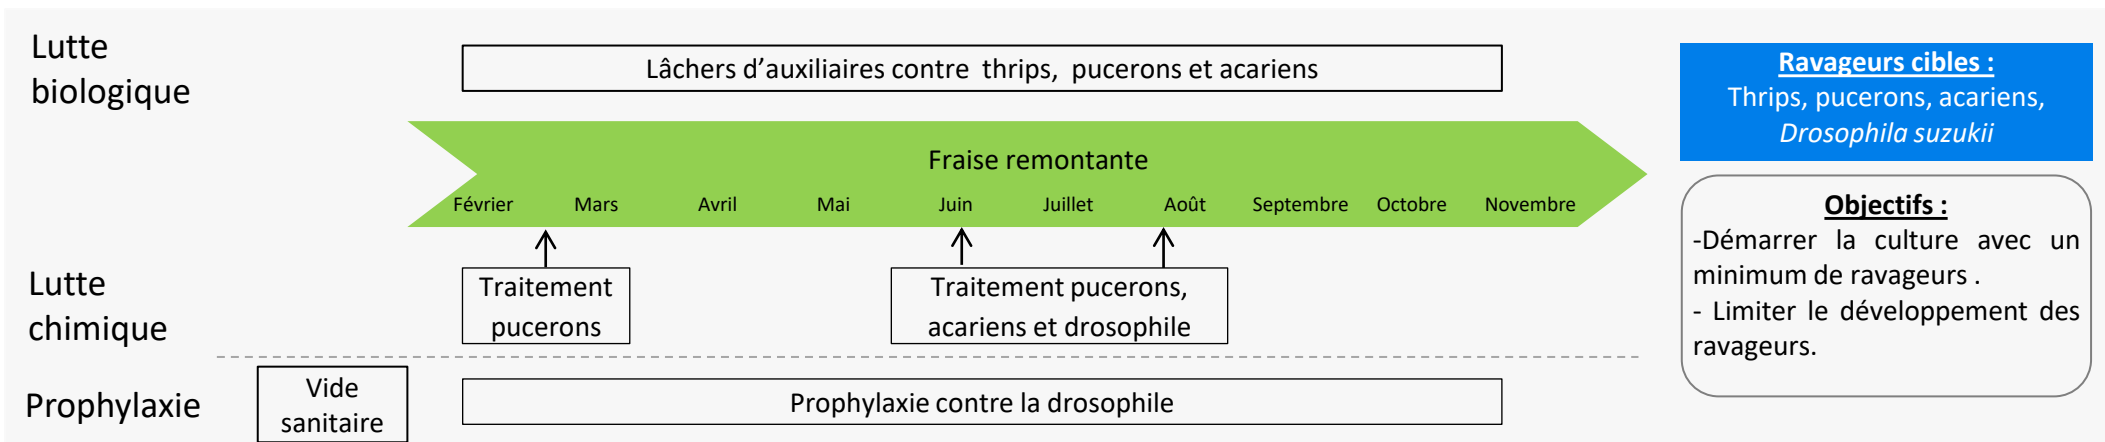 Lutte
biologique
Lâchers d'auxiliaires contre thrips, pucerons et acariens
Fraise remontante
Février Mars Avril Mai Juin Juillet Août Septembre Octobre Novembre
Lutte
chimique
Traitement
pucerons
Traitement pucerons,
acariens et drosophile
Prophylaxie
Vide
sanitaire
Prophylaxie contre la drosophile
Ravageurs cibles :
Thrips, pucerons, acariens,
Drosophila suzukii
Objectifs :
-Démarrer la culture avec un
minimum de ravageurs .
- Limiter le développement des
ravageurs.